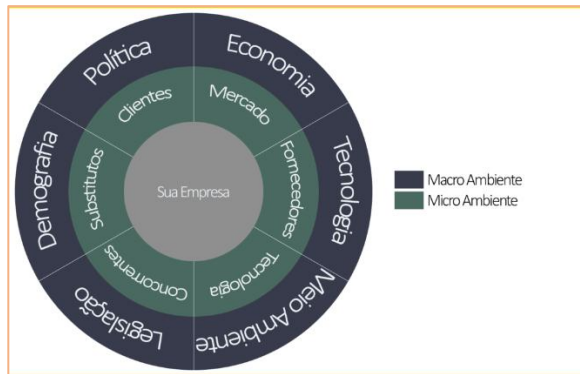 Política
Economia
Tecnologia
Meio Ambiente
Legislação
Demografia
Clientes
Mercado
Fornecedores
Tecnologia
Concorrentes
Substitutos
Sua Empresa
Macro Ambiente
Micro Ambiente